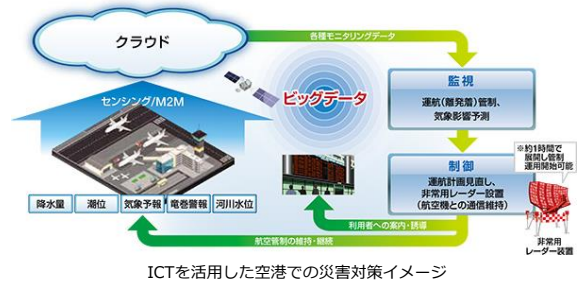 クラウド
各種モニタリングデータ
センシング/M2M
ビッグデータ
監視
運航(離発着)管制、
気象影響予測
制御
運航計画見直し、
非常用レーダー設置
(航空機との通信維持)
※約1時間で
展開し管制
運用開始可能
降水量
潮位
気象予報
竜巻警報
河川水位
利用者への案内・誘導
非常用
レーダー装置
航空管制の維持・継続
ICTを活用した空港での災害対策イメージ